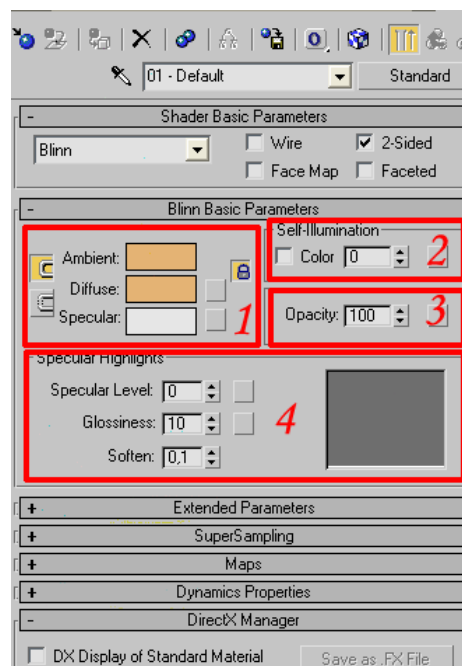 01 - Default Standard
- Shader Basic Parameters
Blinn Wire 2-Sided
Face Map Faceted
- Blinn Basic Parameters
Self-Illumination
Ambient: Color 0 2
Diffuse:
Specular: 1 Opacity: 100 3
Specular Highlights
Specular Level: 0
Glossiness: 10 4
Soften: 0,1
+ Extended Parameters
+ SuperSampling
+ Maps
+ Dynamics Properties
- DirectX Manager
DX Display of Standard Material Save as .FX File